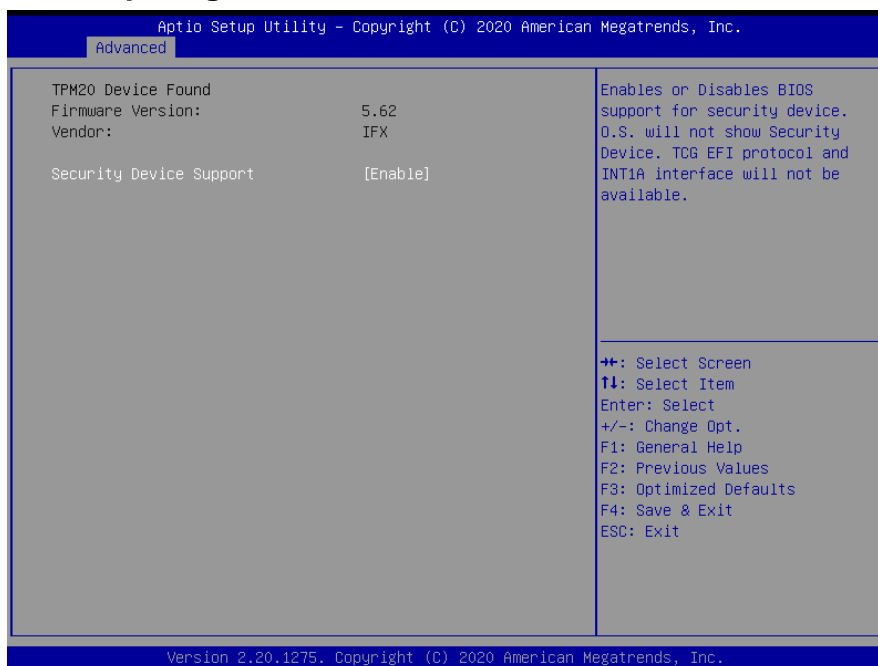 Aptio Setup Utility – Copyright (C) 2020 American Megatrends, Inc.
Advanced
TPM20 Device Found
Firmware Version: 5.62
Vendor: IFX
Security Device Support [Enable]
Enables or Disables BIOS
support for security device.
O.S. will not show Security
Device. TCG EFI protocol and
INT1A interface will not be
available.
→←: Select Screen
↑↓: Select Item
Enter: Select
+/-: Change Opt.
F1: General Help
F2: Previous Values
F3: Optimized Defaults
F4: Save & Exit
ESC: Exit
Version 2.20.1275. Copyright (C) 2020 American Megatrends, Inc.